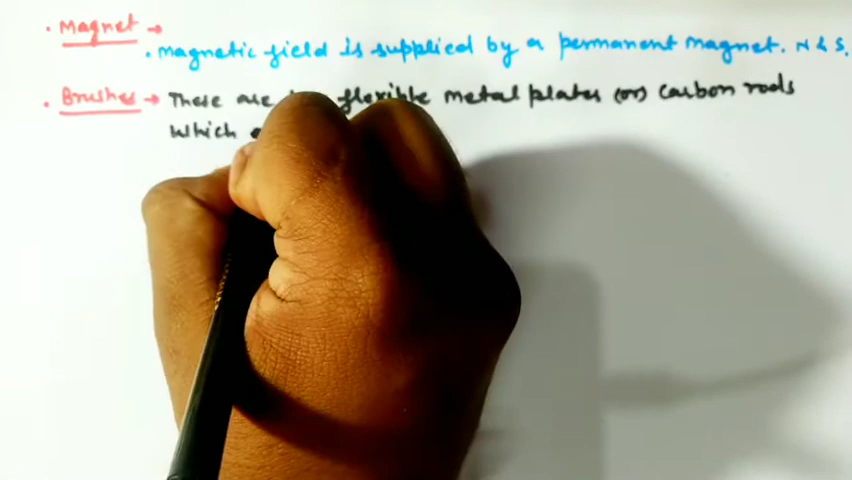 · Magnet →
· magnetic field is supplied by a permanent magnet. N & S.
· Brushes → These are flexible metal plates (or) carbon rods
which